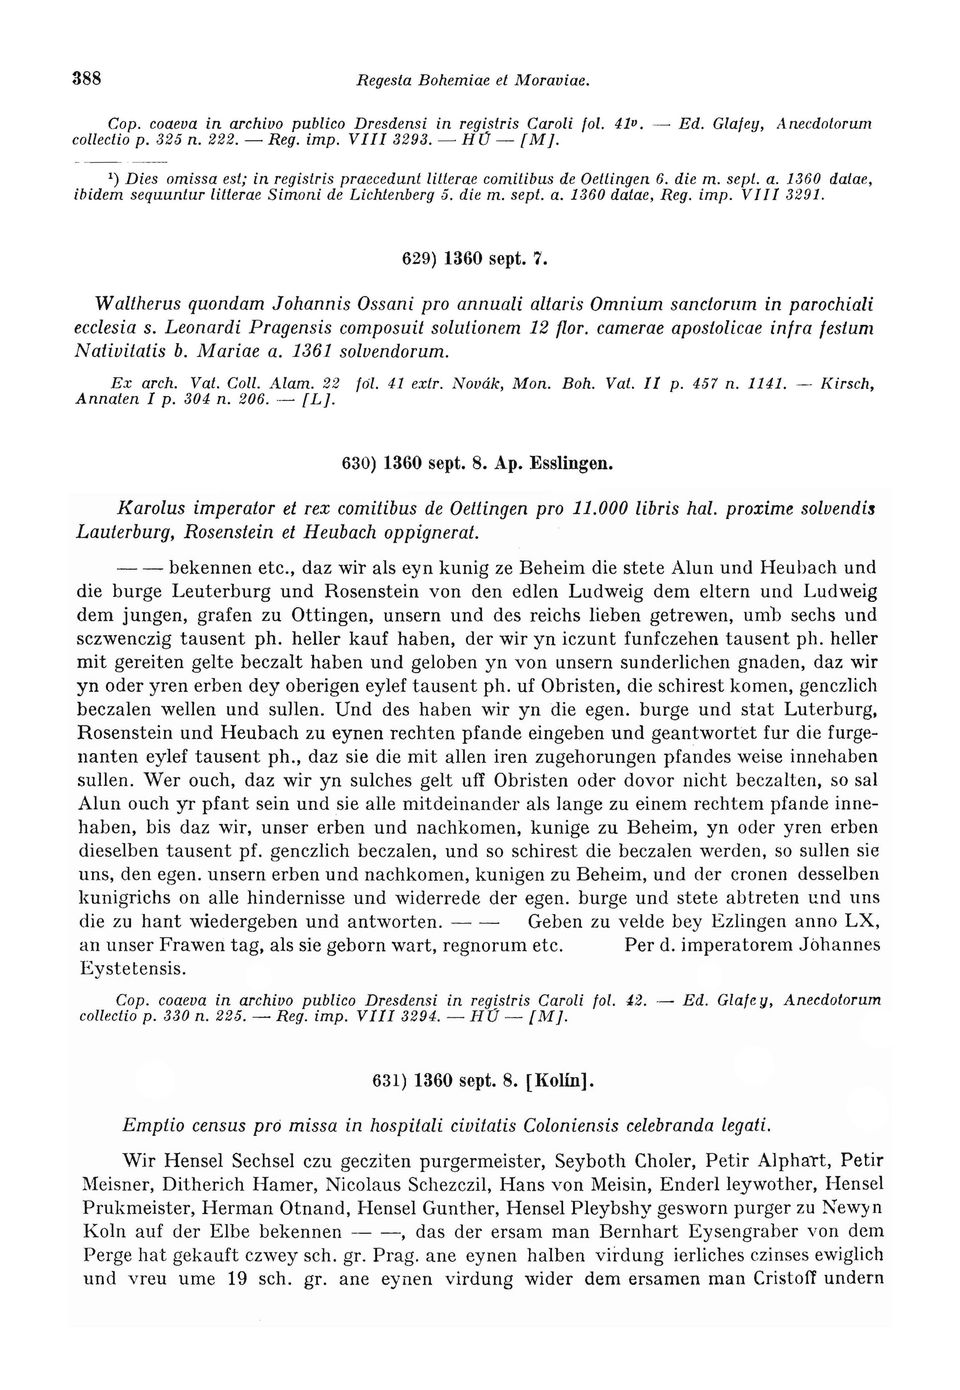 388 Regesta Bohemiae et Moraviae.
Cop. coaeva in archivo publico Dresdensi in registris Caroli fol. 41v. — Ed. Glafey, Anecdotorum
collectio p. 325 n. 222. — Reg. imp. VIII 3293. — HÚ — [M].
¹) Dies omissa est; in registris praecedunt litterae comitibus de Oettingen 6. die m. sept. a. 1360 datae,
ibidem sequuntur litterae Simoni de Lichtenberg 5. die m. sept. a. 1360 datae, Reg. imp. VIII 3291.
629) 1360 sept. 7.
Waltherus quondam Johannis Ossani pro annuali altaris Omnium sanctorum in parochiali
ecclesia s. Leonardi Pragensis composuit solutionem 12 flor. camerae apostolicae infra festum
Nativitatis b. Mariae a. 1361 solvendorum.
Ex arch. Vat. Coll. Alam. 22 fol. 41 extr. Novák, Mon. Boh. Vat. II p. 457 n. 1141. — Kirsch,
Annaten I p. 304 n. 206. — [L].
630) 1360 sept. 8. Ap. Esslingen.
Karolus imperator et rex comitibus de Oettingen pro 11.000 libris hal. proxime solvendis
Lauterburg, Rosenstein et Heubach oppignerat.
— — bekennen etc., daz wir als eyn kunig ze Beheim die stete Alun und Heubach und
die burge Leuterburg und Rosenstein von den edlen Ludweig dem eltern und Ludweig
dem jungen, grafen zu Ottingen, unsern und des reichs lieben getrewen, umb sechs und
sczwenczig tausent ph. heller kauf haben, der wir yn iczunt funfczehen tausent ph. heller
mit gereiten gelte beczalt haben und geloben yn von unsern sunderlichen gnaden, daz wir
yn oder yren erben dey oberigen eylef tausent ph. uf Obristen, die schirest komen, genczlich
beczalen wellen und sullen. Und des haben wir yn die egen. burge und stat Luterburg,
Rosenstein und Heubach zu eynen rechten pfande eingeben und geantwortet fur die furge-
nanten eylef tausent ph., daz sie die mit allen iren zugehorungen pfandes weise innehaben
sullen. Wer ouch, daz wir yn sulches gelt uff Obristen oder dovor nicht beczalten, so sal
Alun ouch yr pfant sein und sie alle mitdeinander als lange zu einem rechtem pfande inne-
haben, bis daz wir, unser erben und nachkomen, kunige zu Beheim, yn oder yren erben
dieselben tausent pf. genczlich beczalen, und so schirest die beczalen werden, so sullen sie
uns, den egen. unsern erben und nachkomen, kunigen zu Beheim, und der cronen desselben
kunigrichs on alle hindernisse und widerrede der egen. burge und stete abtreten und uns
die zu hant wiedergeben und antworten. — — Geben zu velde bey Ezlingen anno LX,
an unser Frawen tag, als sie geborn wart, regnorum etc. Per d. imperatorem Johannes
Eystetensis.
Cop. coaeva in archivo publico Dresdensi in registris Caroli fol. 42. — Ed. Glafey, Anecdotorum
collectio p. 330 n. 225. — Reg. imp. VIII 3294. — HÚ — [M].
631) 1360 sept. 8. [Kolín].
Emptio census pro missa in hospitali civitatis Coloniensis celebranda legati.
Wir Hensel Sechsel czu gecziten purgermeister, Seyboth Choler, Petir Alphart, Petir
Meisner, Ditherich Hamer, Nicolaus Schezczil, Hans von Meisin, Enderl leywother, Hensel
Prukmeister, Herman Otnand, Hensel Gunther, Hensel Pleybshy gesworn purger zu Newyn
Koln auf der Elbe bekennen — —, das der ersam man Bernhart Eysengraber von dem
Perge hat gekauft czwey sch. gr. Prag. ane eynen halben virdung ierliches czinses ewiglich
und vreu ume 19 sch. gr. ane eynen virdung wider dem ersamen man Cristoff undern